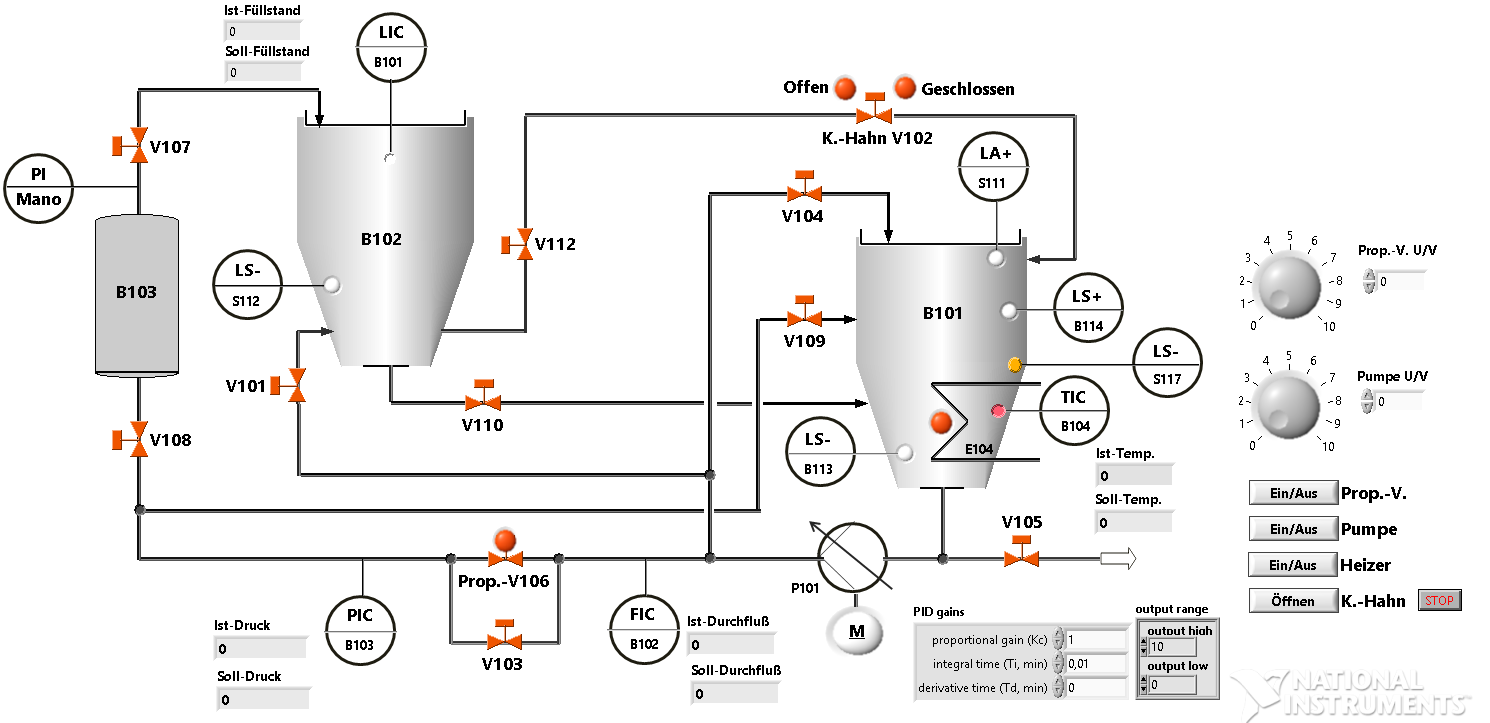 Ist-Füllstand
0
Soll-Füllstand
0
LIC
B101
Offen
Geschlossen
K.-Hahn V102
V107
PI
Mano
LA+
S111
V104
B102
V112
B103
LS-
S112
B101
LS+
B114
V109
LS-
S117
V101
V110
TIC
B104
V108
LS-
B113
E104
Ist-Temp.
0
Soll-Temp.
0
V105
Prop.-V106
P101
M
PIC
B103
FIC
B102
V103
Ist-Druck
0
Soll-Druck
0
Ist-Durchfluß
0
Soll-Durchfluß
0
PID gains
proportional gain (Kc) 1
integral time (Ti, min) 0,01
derivative time (Td, min) 0
output range
output high
10
output low
0
Prop.-V. U/V
0
0 1 2 3 4 5 6 7 8 9 10
Pumpe U/V
0
0 1 2 3 4 5 6 7 8 9 10
Ein/Aus Prop.-V.
Ein/Aus Pumpe
Ein/Aus Heizer
Öffnen K.-Hahn STOP
NATIONAL
INSTRUMENTS™